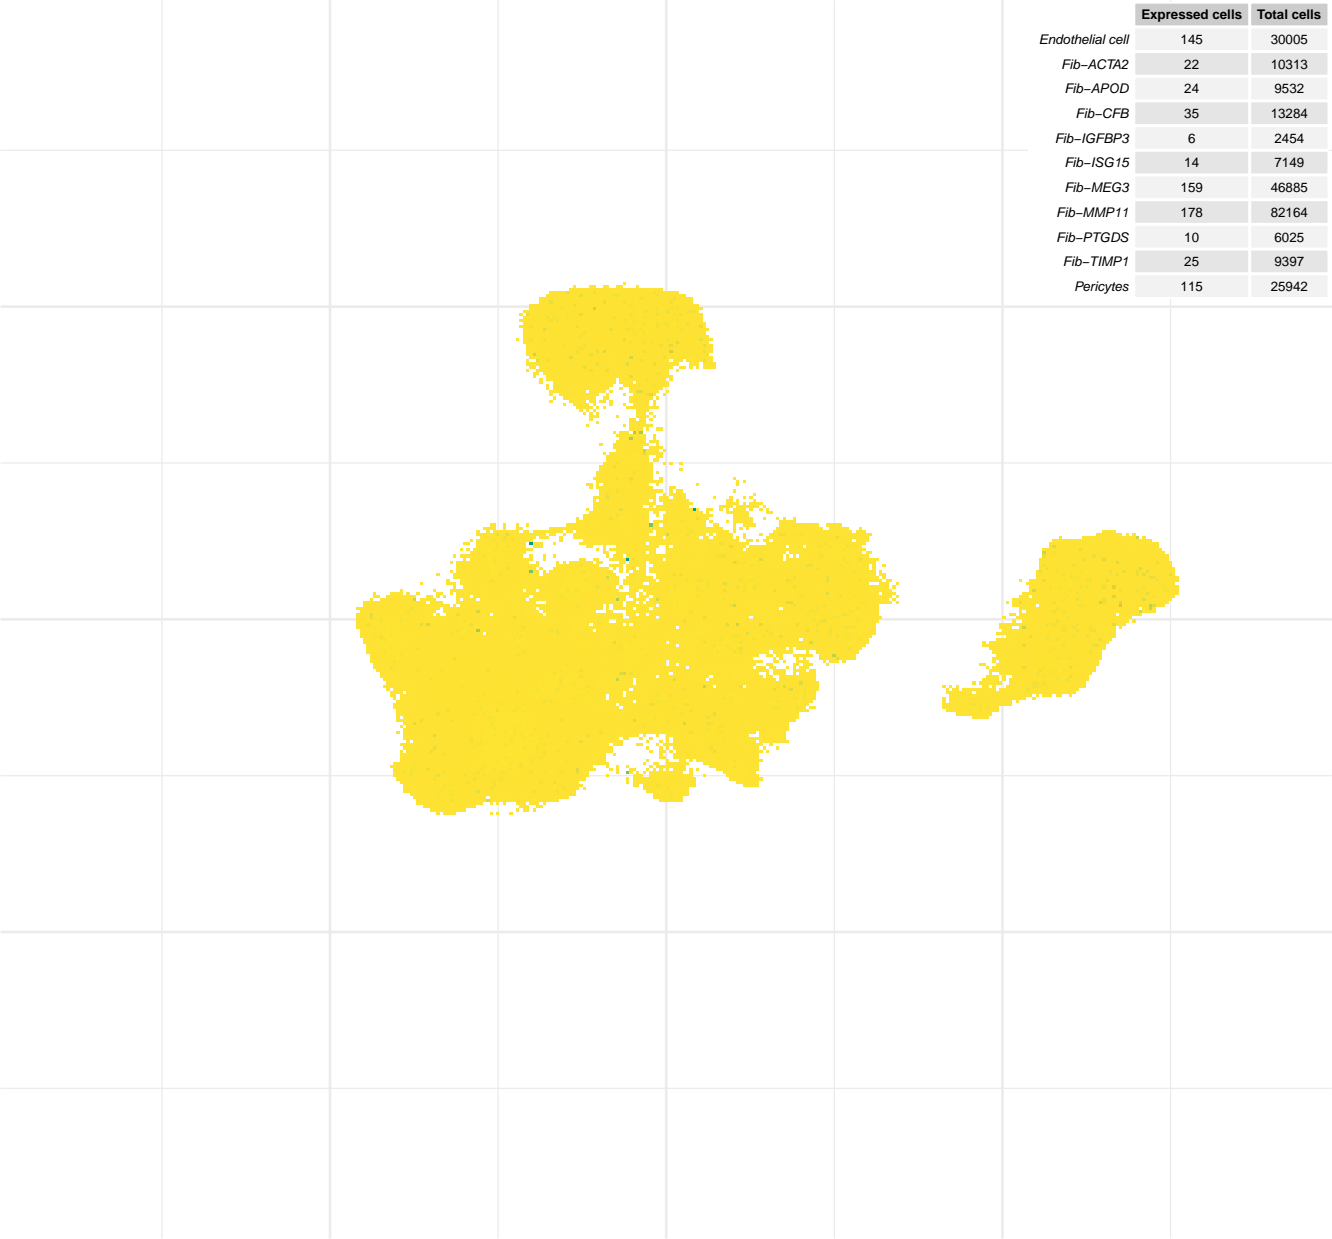 Expressed cells Total cells
Endothelial cell 145 30005
Fib−ACTA2 22 10313
Fib−APOD 24 9532
Fib−CFB 35 13284
Fib−IGFBP3 6 2454
Fib−ISG15 14 7149
Fib−MEG3 159 46885
Fib−MMP11 178 82164
Fib−PTGDS 10 6025
Fib−TIMP1 25 9397
Pericytes 115 25942